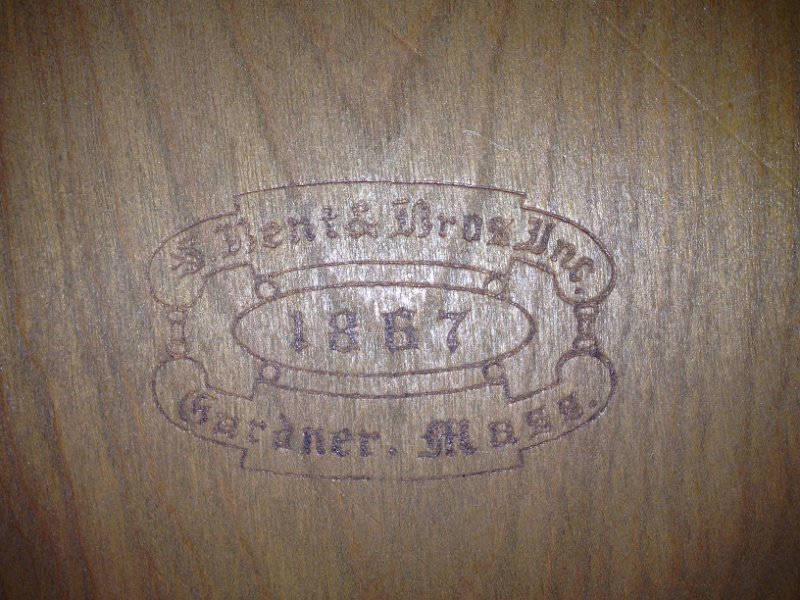 S Bent & Bros Inc.
1867
Gardner. Mass.